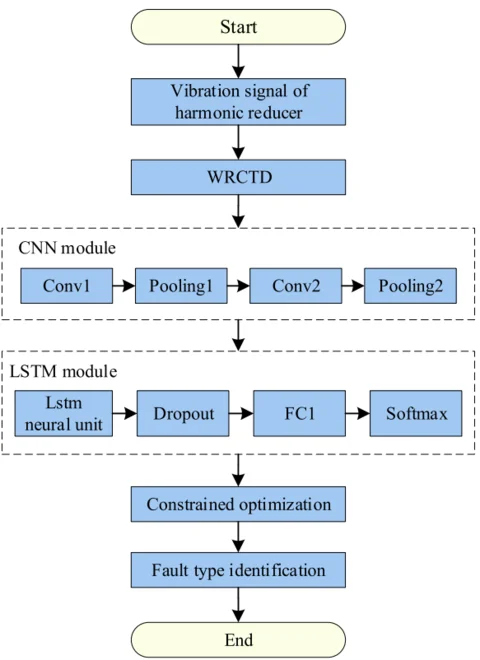 Start
Vibration signal of
harmonic reducer
WRCTD
CNN module
Conv1
Pooling1
Conv2
Pooling2
LSTM module
Lstm
neural unit
Dropout
FC1
Softmax
Constrained optimization
Fault type identification
End